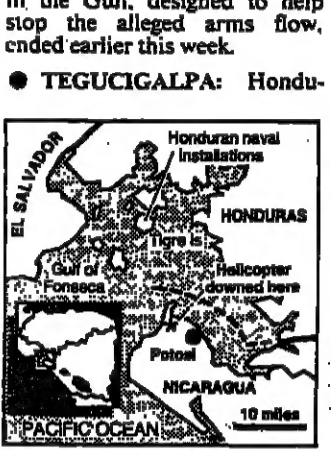 in the Gulf, designed to help
stop the alleged arms flow,
ended earlier this week.
● TEGUCIGALPA: Hondu-
EL SALVADOR
Honduran naval
installations
HONDURAS
Tigre Is
Gulf of
Fonseca
Helicopter
downed here
Potosi
NICARAGUA
10 miles
PACIFIC OCEAN